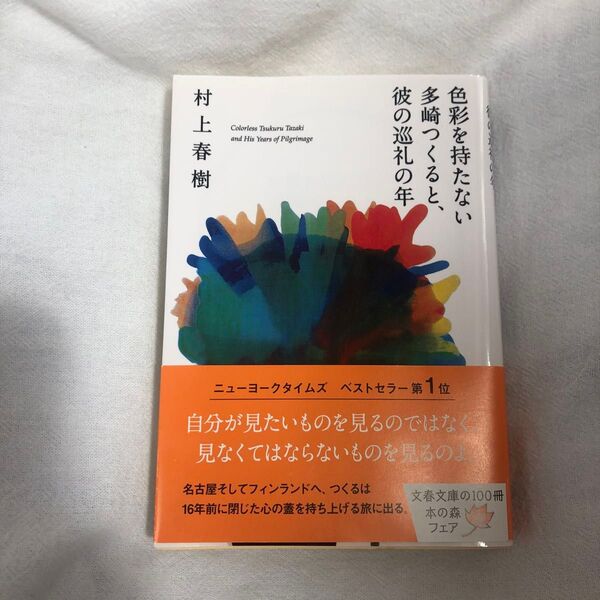 色彩を持たない
多崎つくると、
彼の巡礼の年
村上春樹
Colorless Tsukuru Tazaki
and His Years of Pilgrimage
ニューヨークタイムズ ベストセラー第1位
自分が見たいものを見るのではなく、
見なくてはならないものを見るのよ
名古屋そしてフィンランドへ、つくるは
16年前に閉じた心の蓋を持ち上げる旅に出る。
文春文庫の100冊
本の森
フェア